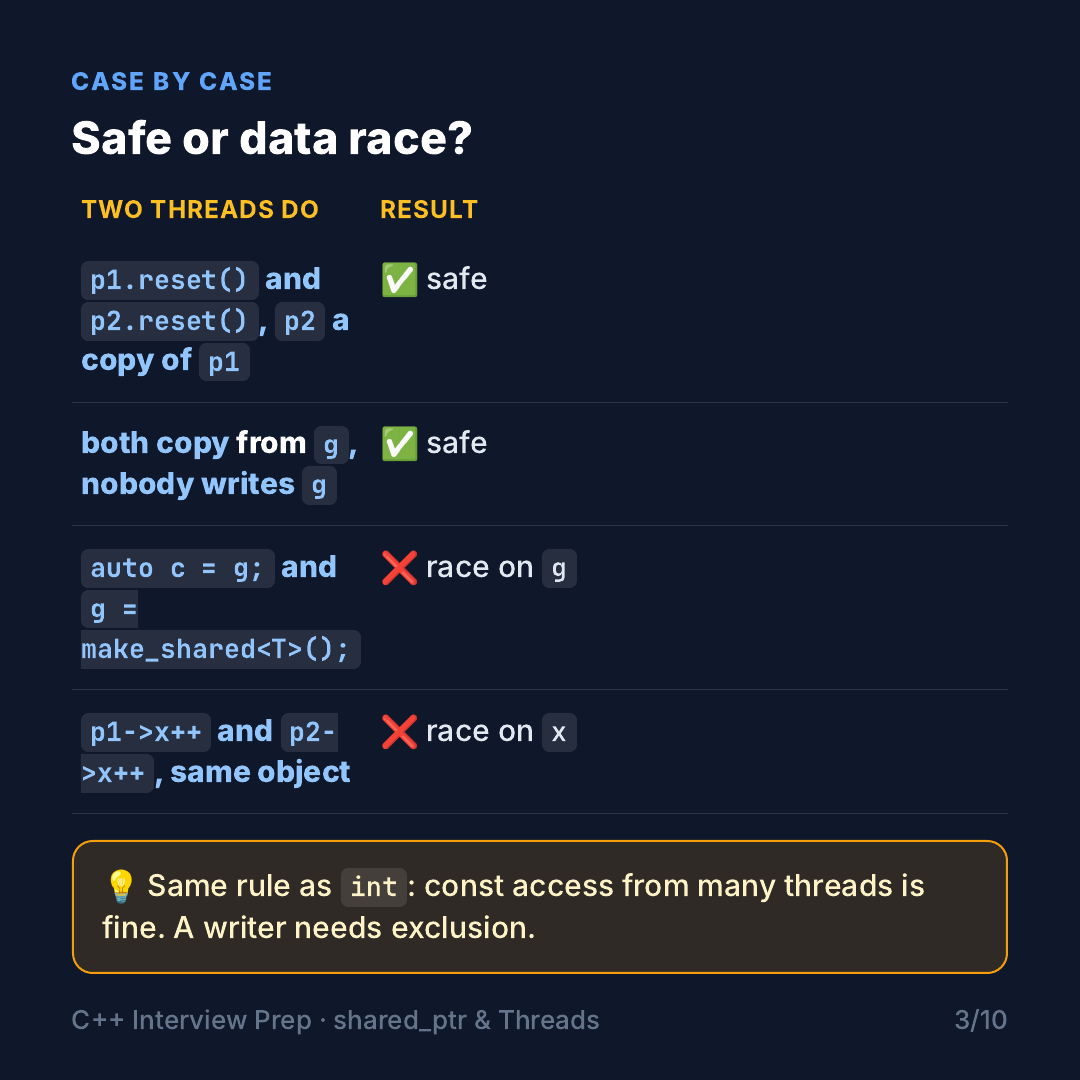 CASE BY CASE
Safe or data race?
TWO THREADS DO RESULT
p1.reset() and ✅ safe
p2.reset(), p2 a
copy of p1
both copy from g, ✅ safe
nobody writes g
auto c = g; and ❌ race on g
g =
make_shared<T>();
p1->x++ and p2- ❌ race on x
>x++, same object
💡 Same rule as int: const access from many threads is
fine. A writer needs exclusion.
C++ Interview Prep · shared_ptr & Threads 3/10